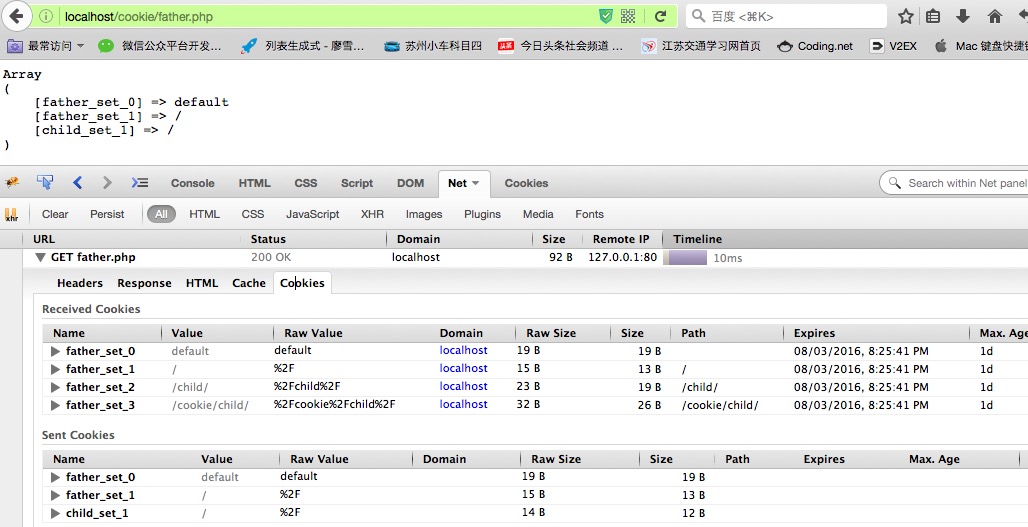 localhost/cookie/father.php
百度 <⌘K>
最常访问
微信公众平台开发...
列表生成式 - 廖雪...
苏州小车科目四
今日头条社会频道 ...
江苏交通学习网首页
Coding.net
V2EX
Mac 键盘快捷键
Array
(
[father_set_0] => default
[father_set_1] => /
[child_set_1] => /
)
Console HTML CSS Script DOM Net Cookies
Search within Net panel
xhr Clear Persist All HTML CSS JavaScript XHR Images Plugins Media Fonts
URL Status Domain Size Remote IP Timeline
GET father.php 200 OK localhost 92 B 127.0.0.1:80 10ms
Headers Response HTML Cache Cookies
Received Cookies
Name Value Raw Value Domain Raw Size Size Path Expires Max. Age
father_set_0 default default localhost 19 B 19 B 08/03/2016, 8:25:41 PM 1d
father_set_1 / %2F localhost 15 B 13 B / 08/03/2016, 8:25:41 PM 1d
father_set_2 /child/ %2Fchild%2F localhost 23 B 19 B /child/ 08/03/2016, 8:25:41 PM 1d
father_set_3 /cookie/child/ %2Fcookie%2Fchild%2F localhost 32 B 26 B /cookie/child/ 08/03/2016, 8:25:41 PM 1d
Sent Cookies
Name Value Raw Value Domain Raw Size Size Path Expires Max. Age
father_set_0 default default 19 B 19 B
father_set_1 / %2F 15 B 13 B
child_set_1 / %2F 14 B 12 B